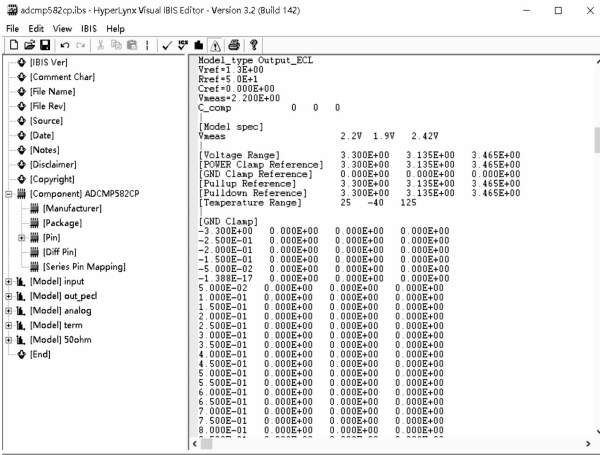 adcmp582cp.ibs - HyperLynx Visual IBIS Editor - Version 3.2 (Build 142)
File Edit View IBIS Help
[IBIS Ver]
[Comment Char]
[File Name]
[File Rev]
[Source]
[Date]
[Notes]
[Disclaimer]
[Copyright]
[Component] ADCMP582CP
[Manufacturer]
[Package]
[Pin]
[Diff Pin]
[Series Pin Mapping]
[Model] input
[Model] out_pecl
[Model] analog
[Model] term
[Model] 50ohm
[End]
Model_type Output_ECL
Vref=1.3E+00
Rref=5.0E+1
Cref=0.000E+00
Vmeas=2.200E+00
C_comp 0 0 0
|
[Model spec]
Vmeas 2.2V 1.9V 2.42V
|
[Voltage Range] 3.300E+00 3.135E+00 3.465E+00
[POWER Clamp Reference] 3.300E+00 3.135E+00 3.465E+00
[GND Clamp Reference] 0.000E+00 0.000E+00 0.000E+00
[Pullup Reference] 3.300E+00 3.135E+00 3.465E+00
[Pulldown Reference] 3.300E+00 3.135E+00 3.465E+00
[Temperature Range] 25 -40 125
|
[GND Clamp]
-3.300E+00 0.000E+00 0.000E+00 0.000E+00
-2.500E-01 0.000E+00 0.000E+00 0.000E+00
-2.000E-01 0.000E+00 0.000E+00 0.000E+00
-1.500E-01 0.000E+00 0.000E+00 0.000E+00
-5.000E-02 0.000E+00 0.000E+00 0.000E+00
-1.388E-17 0.000E+00 0.000E+00 0.000E+00
5.000E-02 0.000E+00 0.000E+00 0.000E+00
1.000E-01 0.000E+00 0.000E+00 0.000E+00
1.500E-01 0.000E+00 0.000E+00 0.000E+00
2.000E-01 0.000E+00 0.000E+00 0.000E+00
2.500E-01 0.000E+00 0.000E+00 0.000E+00
3.000E-01 0.000E+00 0.000E+00 0.000E+00
3.500E-01 0.000E+00 0.000E+00 0.000E+00
4.000E-01 0.000E+00 0.000E+00 0.000E+00
4.500E-01 0.000E+00 0.000E+00 0.000E+00
5.000E-01 0.000E+00 0.000E+00 0.000E+00
5.500E-01 0.000E+00 0.000E+00 0.000E+00
6.000E-01 0.000E+00 0.000E+00 0.000E+00
6.500E-01 0.000E+00 0.000E+00 0.000E+00
7.000E-01 0.000E+00 0.000E+00 0.000E+00
7.500E-01 0.000E+00 0.000E+00 0.000E+00
8.000E-01 0.000E+00 0.000E+00 0.000E+00